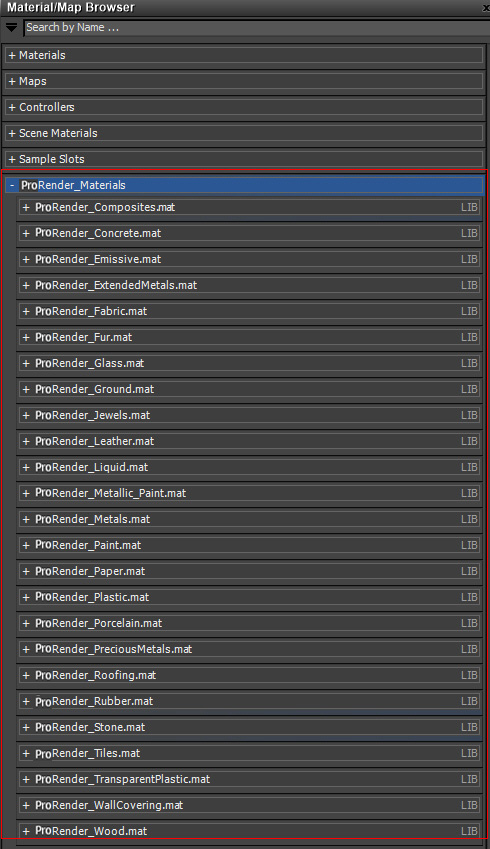 Material/Map Browser x
Search by Name ...
+ Materials
+ Maps
+ Controllers
+ Scene Materials
+ Sample Slots
- ProRender_Materials
+ ProRender_Composites.mat LIB
+ ProRender_Concrete.mat LIB
+ ProRender_Emissive.mat LIB
+ ProRender_ExtendedMetals.mat LIB
+ ProRender_Fabric.mat LIB
+ ProRender_Fur.mat LIB
+ ProRender_Glass.mat LIB
+ ProRender_Ground.mat LIB
+ ProRender_Jewels.mat LIB
+ ProRender_Leather.mat LIB
+ ProRender_Liquid.mat LIB
+ ProRender_Metallic_Paint.mat LIB
+ ProRender_Metals.mat LIB
+ ProRender_Paint.mat LIB
+ ProRender_Paper.mat LIB
+ ProRender_Plastic.mat LIB
+ ProRender_Porcelain.mat LIB
+ ProRender_PreciousMetals.mat LIB
+ ProRender_Roofing.mat LIB
+ ProRender_Rubber.mat LIB
+ ProRender_Stone.mat LIB
+ ProRender_Tiles.mat LIB
+ ProRender_TransparentPlastic.mat LIB
+ ProRender_WallCovering.mat LIB
+ ProRender_Wood.mat LIB